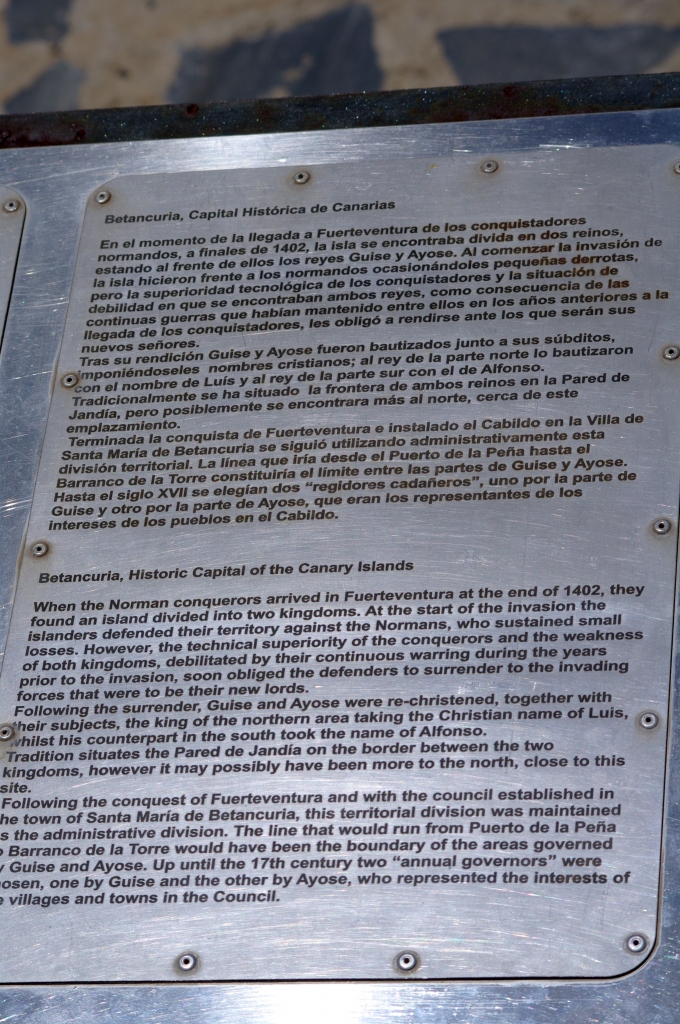 Betancuria, Capital Histórica de Canarias
En el momento de la llegada a Fuerteventura de los conquistadores
normandos, a finales de 1402, la isla se encontraba divida en dos reinos,
estando al frente de ellos los reyes Guise y Ayose. Al comenzar la invasión de
la isla hicieron frente a los normandos ocasionándoles pequeñas derrotas,
pero la superioridad tecnológica de los conquistadores y la situación de
debilidad en que se encontraban ambos reyes, como consecuencia de las
continuas guerras que habían mantenido entre ellos en los años anteriores a la
llegada de los conquistadores, les obligó a rendirse ante los que serán sus
nuevos señores.
Tras su rendición Guise y Ayose fueron bautizados junto a sus súbditos,
imponiéndoseles nombres cristianos; al rey de la parte norte lo bautizaron
con el nombre de Luís y al rey de la parte sur con el de Alfonso.
Tradicionalmente se ha situado la frontera de ambos reinos en la Pared de
Jandía, pero posiblemente se encontrara más al norte, cerca de este
emplazamiento.
Terminada la conquista de Fuerteventura e instalado el Cabildo en la Villa de
Santa María de Betancuria se siguió utilizando administrativamente esta
división territorial. La línea que iría desde el Puerto de la Peña hasta el
Barranco de la Torre constituiría el límite entre las partes de Guise y Ayose.
Hasta el siglo XVII se elegían dos “regidores cadañeros”, uno por la parte de
Guise y otro por la parte de Ayose, que eran los representantes de los
intereses de los pueblos en el Cabildo.
Betancuria, Historic Capital of the Canary Islands
When the Norman conquerors arrived in Fuerteventura at the end of 1402, they
found an island divided into two kingdoms. At the start of the invasion the
islanders defended their territory against the Normans, who sustained small
losses. However, the technical superiority of the conquerors and the weakness
of both kingdoms, debilitated by their continuous warring during the years
prior to the invasion, soon obliged the defenders to surrender to the invading
forces that were to be their new lords.
Following the surrender, Guise and Ayose were re-christened, together with
their subjects, the king of the northern area taking the Christian name of Luis,
whilst his counterpart in the south took the name of Alfonso.
Tradition situates the Pared de Jandía on the border between the two
kingdoms, however it may possibly have been more to the north, close to this
site.
Following the conquest of Fuerteventura and with the council established in
he town of Santa María de Betancuria, this territorial division was maintained
s the administrative division. The line that would run from Puerto de la Peña
o Barranco de la Torre would have been the boundary of the areas governed
y Guise and Ayose. Up until the 17th century two “annual governors” were
osen, one by Guise and the other by Ayose, who represented the interests of
e villages and towns in the Council.